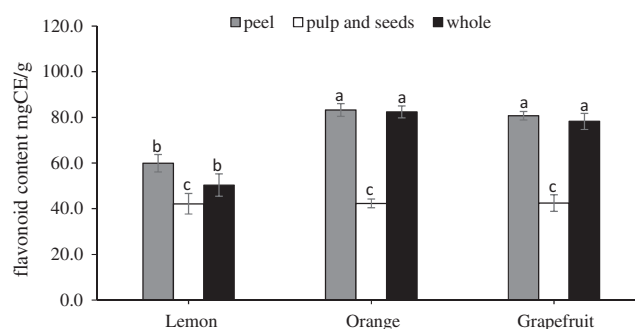 peel pulp and seeds whole
flavonoid content mgCE/g
120.0
100.0
80.0
60.0
40.0
20.0
0.0
b
c
b
a
c
a
a
c
a
Lemon Orange Grapefruit